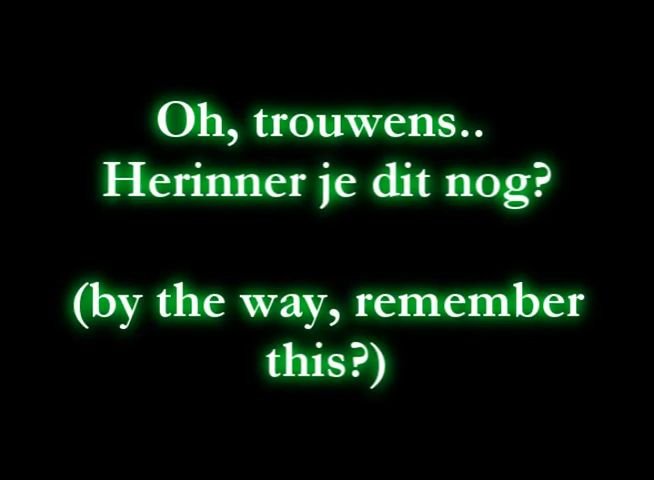 Oh, trouwens..
Herinner je dit nog?
(by the way, remember
this?)